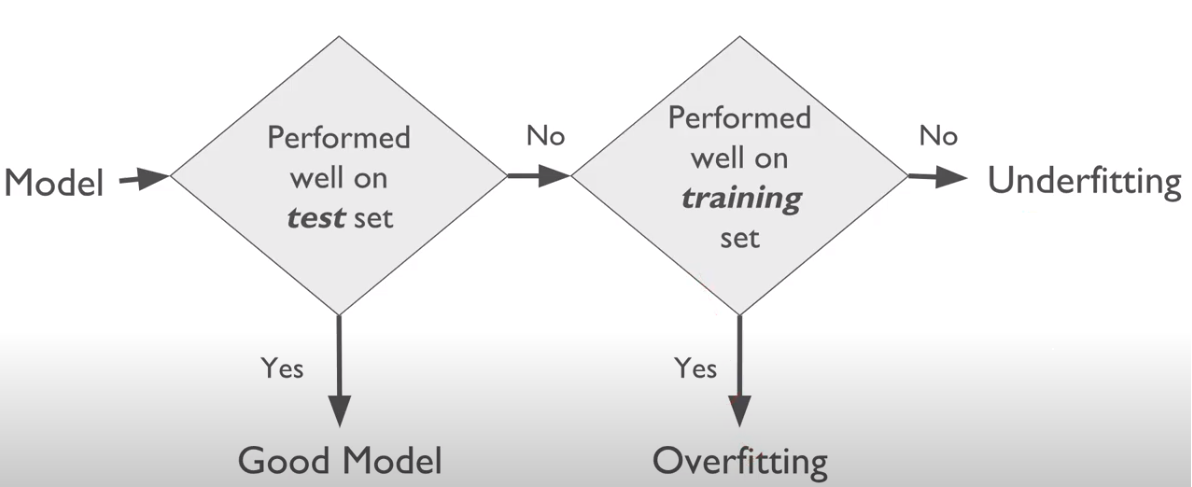 Model
Performed
well on
test set
No
Performed
well on
training
set
No
Underfitting
Yes
Good Model
Yes
Overfitting